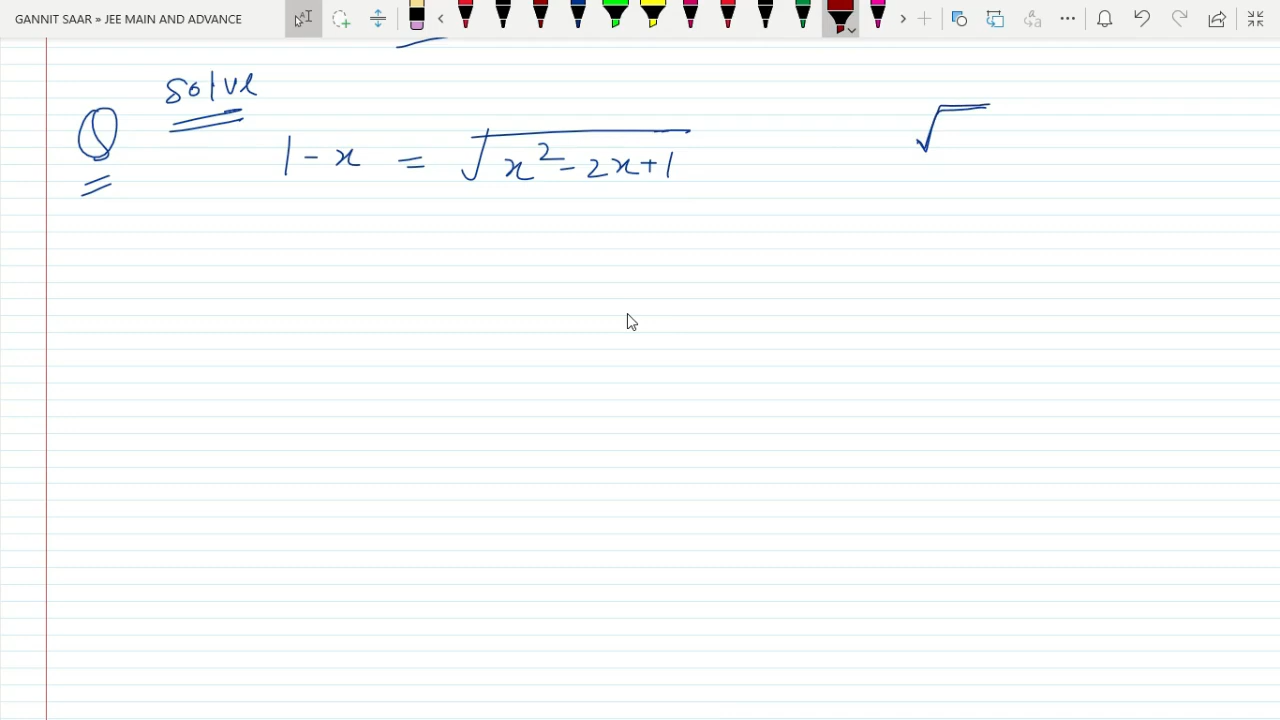 GANNIT SAAR » JEE MAIN AND ADVANCE
solve
Q
1 - x = √(x² - 2x + 1)
√